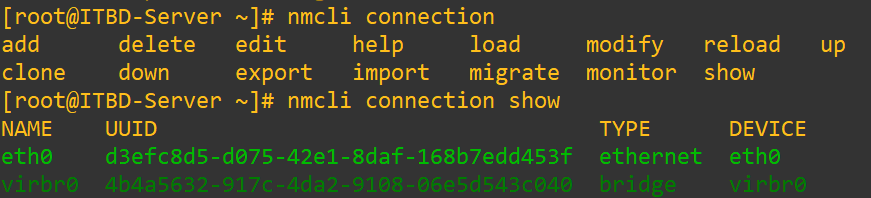 [root@ITBD-Server ~]# nmcli connection
add delete edit help load modify reload up
clone down export import migrate monitor show
[root@ITBD-Server ~]# nmcli connection show
NAME UUID TYPE DEVICE
eth0 d3efc8d5-d075-42e1-8daf-168b7edd453f ethernet eth0
virbr0 4b4a5632-917c-4da2-9108-06e5d543c040 bridge virbr0